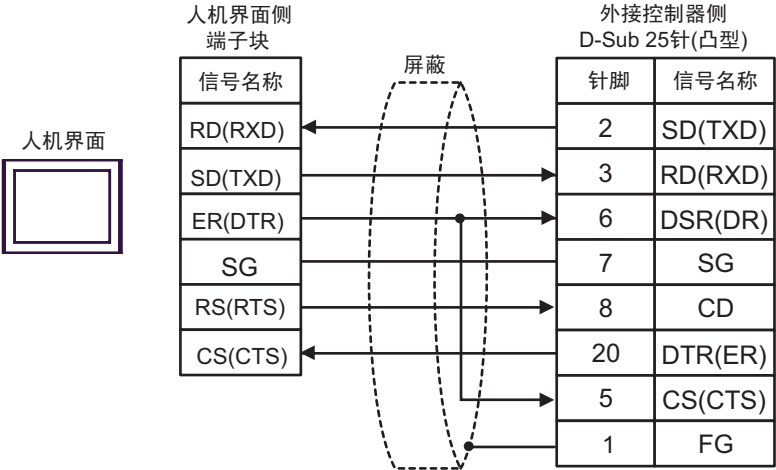 人机界面侧
端子块
外接控制器侧
D-Sub 25针(凸型)
屏蔽
人机界面
信号名称
RD(RXD)
SD(TXD)
ER(DTR)
SG
RS(RTS)
CS(CTS)
针脚 信号名称
2 SD(TXD)
3 RD(RXD)
6 DSR(DR)
7 SG
8 CD
20 DTR(ER)
5 CS(CTS)
1 FG